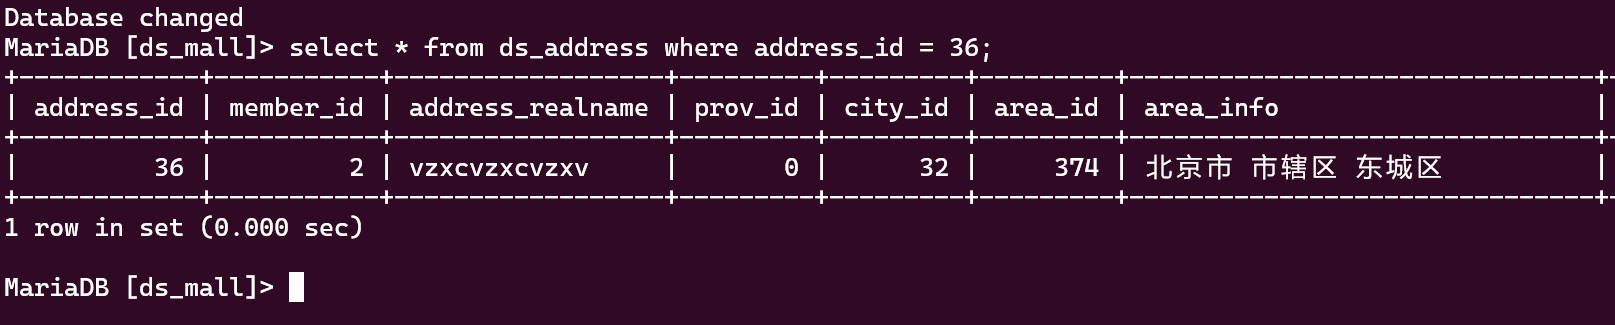 Database changed
MariaDB [ds_mall]> select * from ds_address where address_id = 36;
+------------+-----------+------------------+---------+---------+---------+-------------------------------+-
| address_id | member_id | address_realname | prov_id | city_id | area_id | area_info                     |
+------------+-----------+------------------+---------+---------+---------+-------------------------------+-
|         36 |         2 | vzxcvzxcvzxv     |       0 |      32 |     374 | 北京市 市辖区 东城区          |
+------------+-----------+------------------+---------+---------+---------+-------------------------------+-
1 row in set (0.000 sec)
MariaDB [ds_mall]>